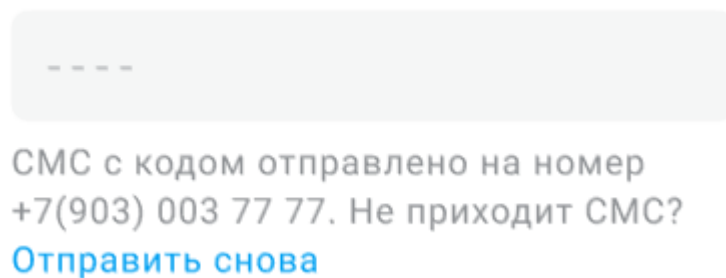 - - - -
СМС с кодом отправлено на номер
+7(903) 003 77 77. Не приходит СМС?
Отправить снова